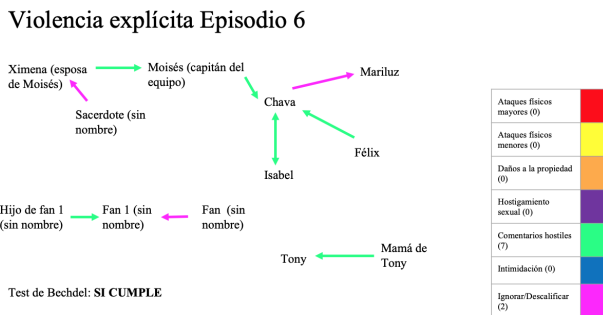 Violencia explícita Episodio 6
Ximena (esposa
de Moisés)
Moisés (capitán del
equipo)
Mariluz
Sacerdote (sin
nombre)
Chava
Félix
Isabel
Hijo de fan 1
(sin nombre)
Fan 1 (sin
nombre)
Fan (sin
nombre)
Tony
Mamá de
Tony
Test de Bechdel: SI CUMPLE
Ataques físicos
mayores (0)
Ataques físicos
menores (0)
Daños a la propiedad
(0)
Hostigamiento
sexual (0)
Comentarios hostiles
(7)
Intimidación (0)
Ignorar/Descalificar
(2)